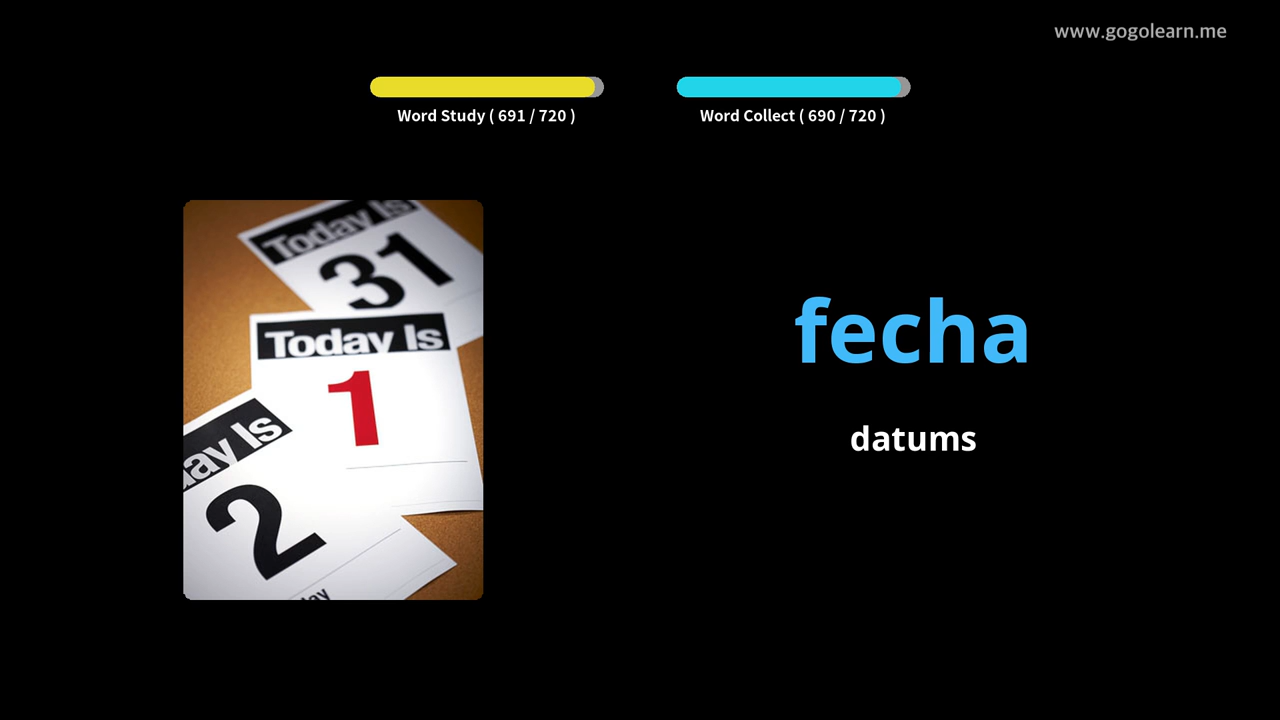 www.gogolearn.me
Word Study ( 691 / 720 )
Word Collect ( 690 / 720 )
Today Is
31
Today Is
1
day Is
2
fecha
datums